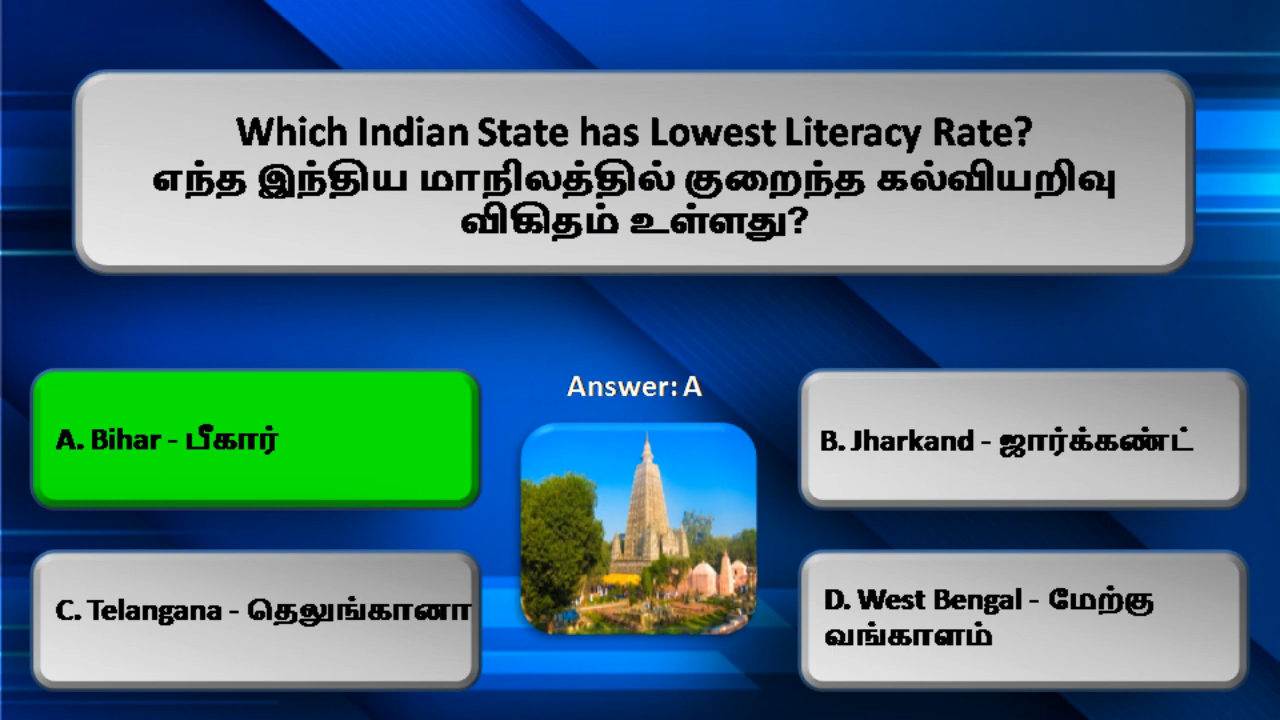 Which Indian State has Lowest Literacy Rate?
எந்த இந்திய மாநிலத்தில் குறைந்த கல்வியறிவு
விகிதம் உள்ளது?
Answer: A
A. Bihar - பீகார்
B. Jharkand - ஜார்க்கண்ட்
C. Telangana - தெலுங்கானா
D. West Bengal - மேற்கு
வங்காளம்